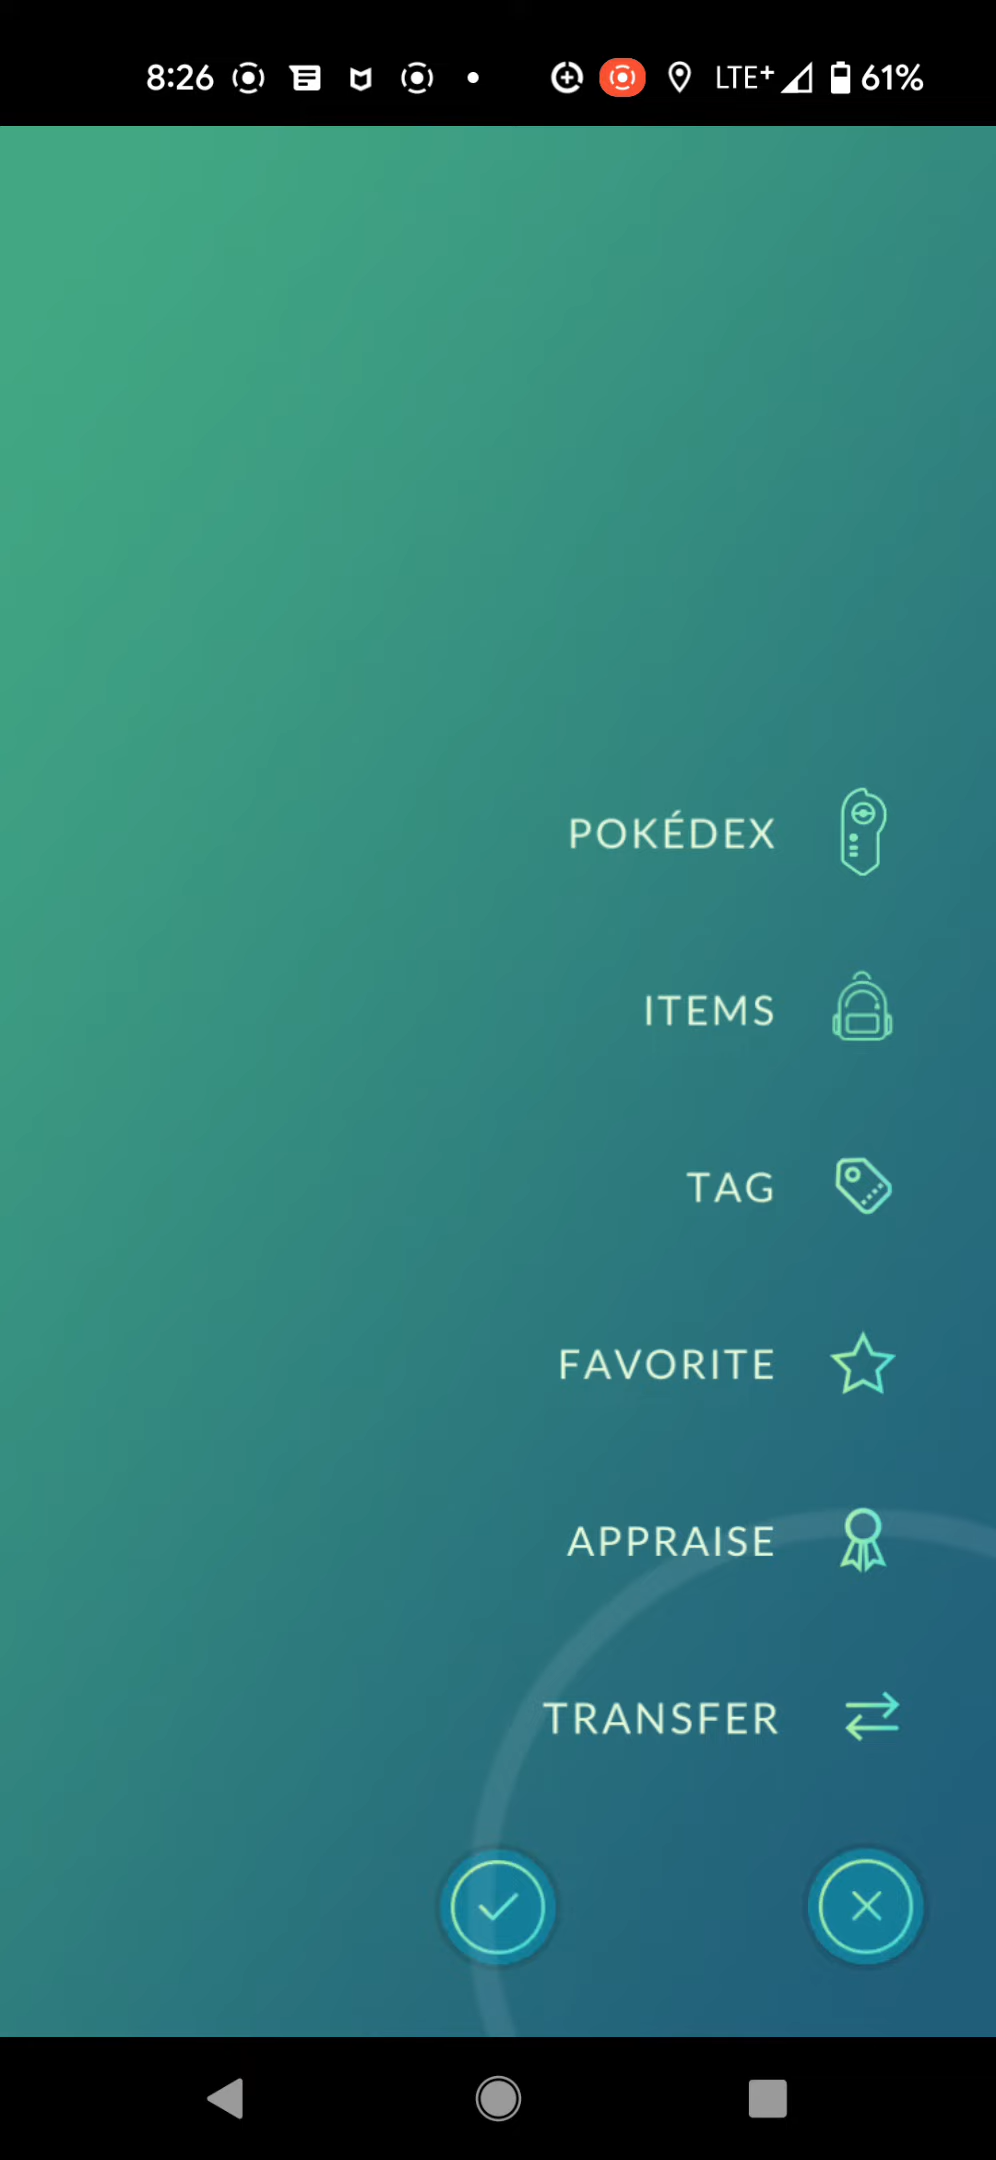 8:26 LTE+ 61%
POKÉDEX
ITEMS
TAG
FAVORITE
APPRAISE
TRANSFER